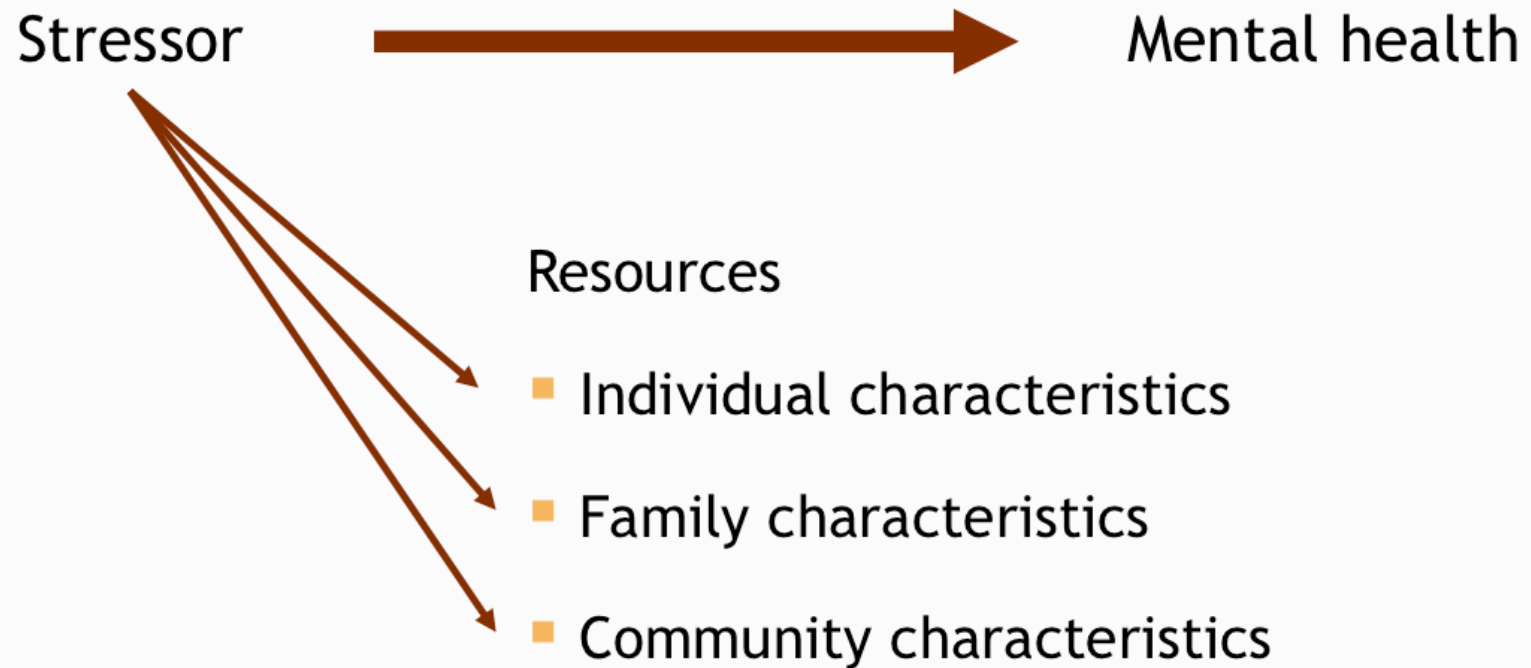 Stressor
Mental health
Resources
Individual characteristics
Family characteristics
Community characteristics